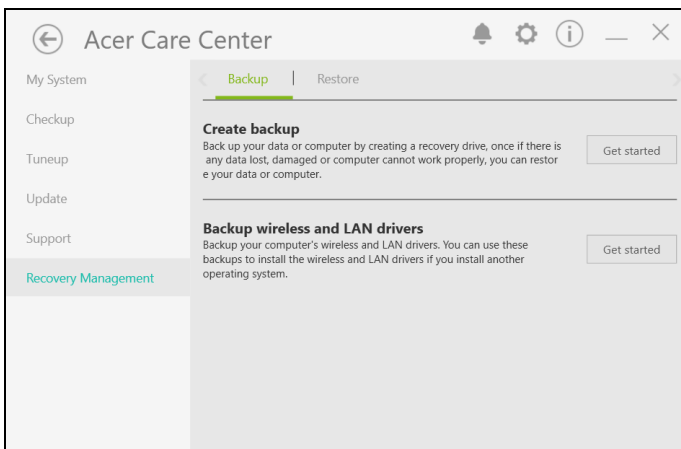 Acer Care Center
My System
Checkup
Tuneup
Update
Support
Recovery Management
Backup
Restore
Create backup
Back up your data or computer by creating a recovery drive, once if there is
any data lost, damaged or computer cannot work properly, you can restor
e your data or computer.
Get started
Backup wireless and LAN drivers
Backup your computer's wireless and LAN drivers. You can use these
backups to install the wireless and LAN drivers if you install another
operating system.
Get started